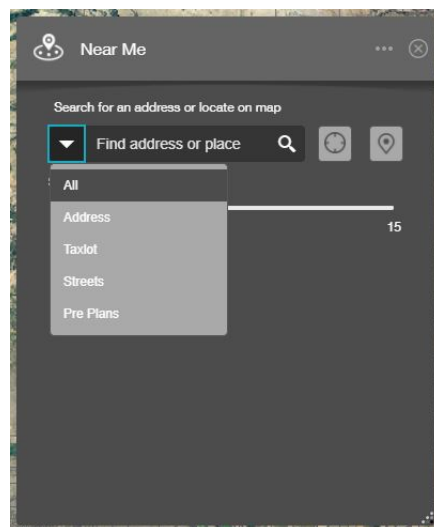 Near Me
Search for an address or locate on map
Find address or place
All
Address
15
Taxlot
Streets
Pre Plans